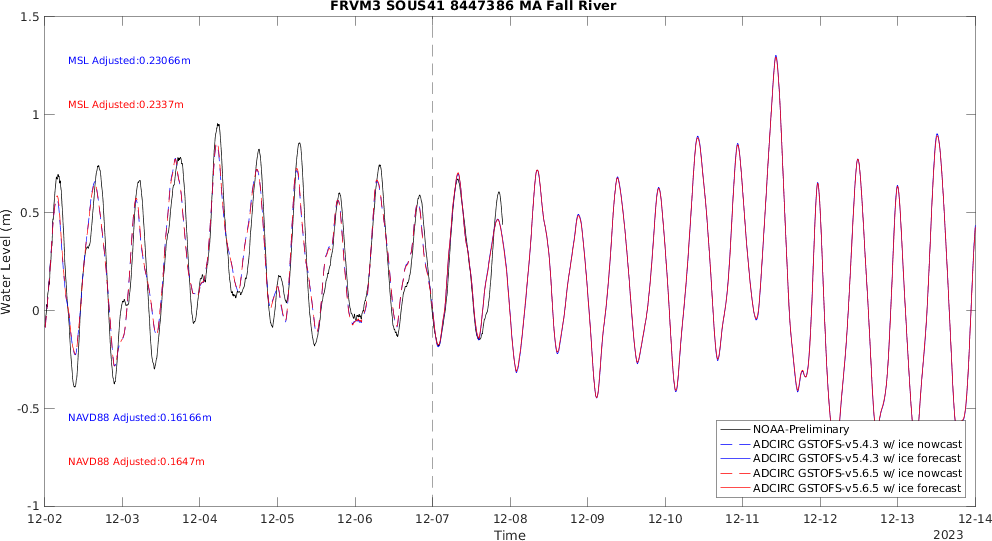 FRVM3 SOUS41 8447386 MA Fall River
1.5
1
0.5
0
-0.5
-1
Water Level (m)
MSL Adjusted:0.23066m
MSL Adjusted:0.2337m
NAVD88 Adjusted:0.16166m
NAVD88 Adjusted:0.1647m
NOAA-Preliminary
ADCIRC GSTOFS-v5.4.3 w/ ice nowcast
ADCIRC GSTOFS-v5.4.3 w/ ice forecast
ADCIRC GSTOFS-v5.6.5 w/ ice nowcast
ADCIRC GSTOFS-v5.6.5 w/ ice forecast
12-02 12-03 12-04 12-05 12-06 12-07 12-08 12-09 12-10 12-11 12-12 12-13 12-14
Time
2023